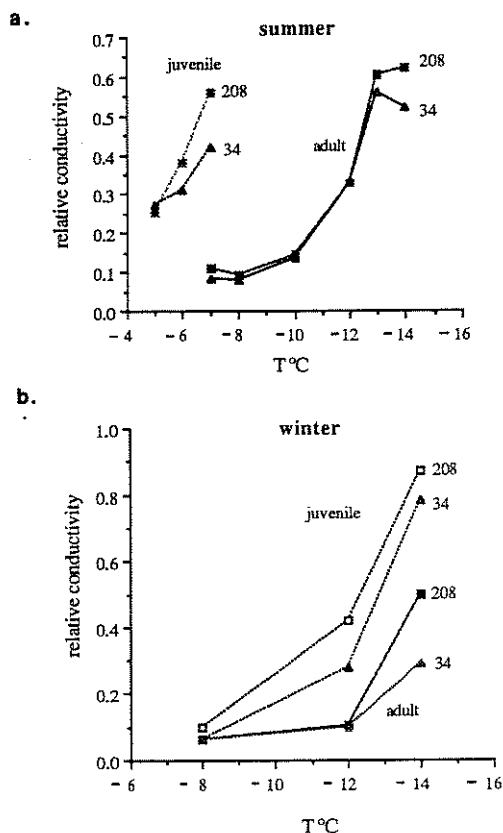 a.
summer
0.7
0.6
0.5
0.4
0.3
0.2
0.1
0.0
relative conductivity
juvenile
208
34
adult
208
34
- 4
- 6
- 8
- 10
- 12
- 14
- 16
T°C
b.
winter
1.0
0.8
0.6
0.4
0.2
0.0
relative conductivity
juvenile
208
34
208
34
adult
- 6
- 8
- 10
- 12
- 14
- 16
T°C